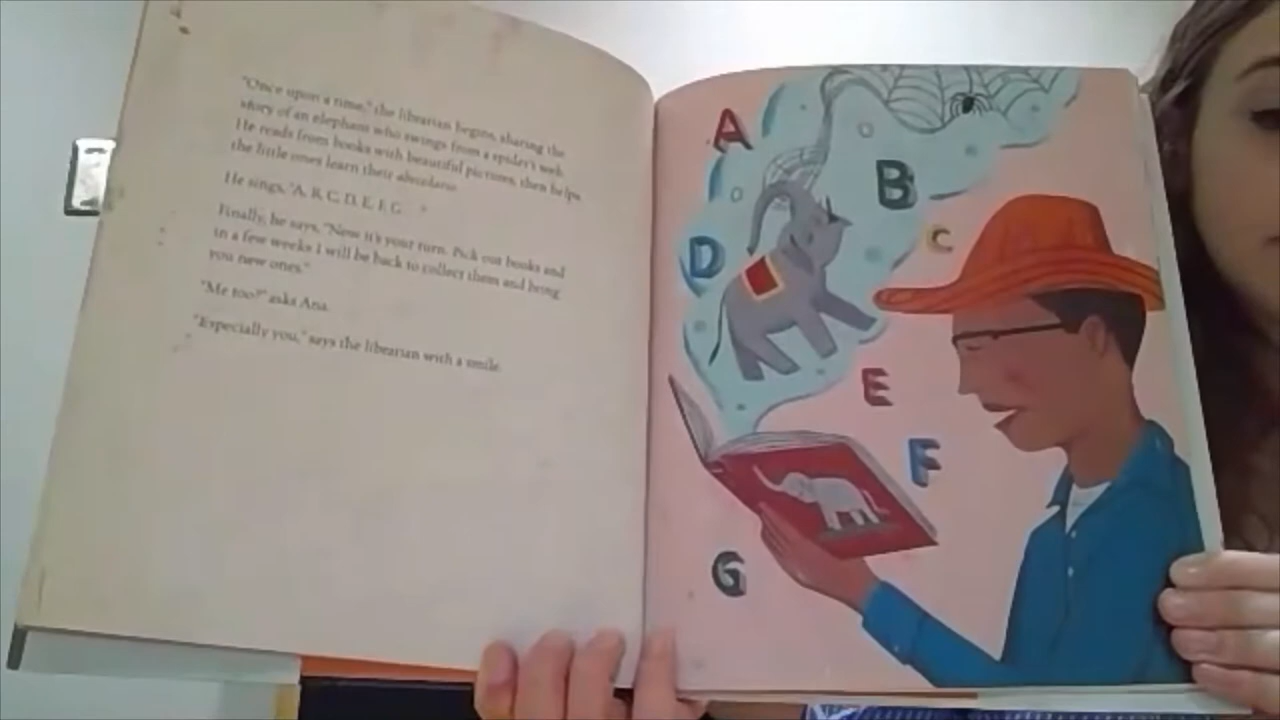 "Once upon a time," the librarian begins, sharing the
story of an elephant who swings from a spider's web.
He reads from books with beautiful pictures, then helps
the little ones learn their abecedario.
He sings, "A, B, C, D, E, F, G . . ."
Finally, he says, "Now it's your turn. Pick out books and
in a few weeks I will be back to collect them and bring
you new ones."
"Me too?" asks Ana.
"Especially you," says the librarian with a smile.
A
B
C
D
E
F
G